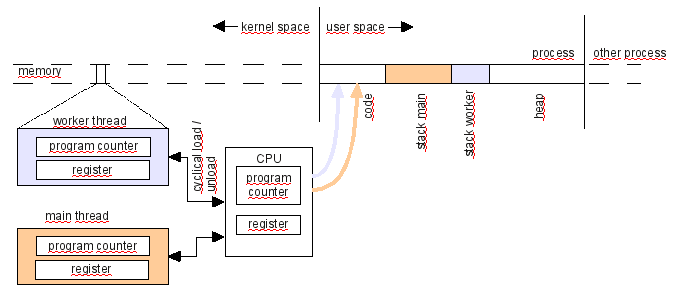 kernel space
user space
process
other process
memory
code
stack main
stack worker
heap
worker thread
program counter
register
cyclical load /
unload
CPU
program
counter
register
main thread
program counter
register